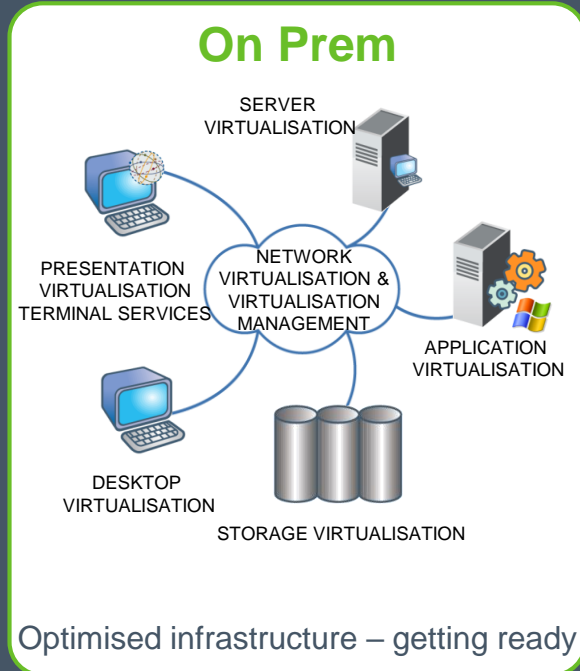 On Prem
SERVER
VIRTUALISATION
PRESENTATION
VIRTUALISATION
TERMINAL SERVICES
NETWORK
VIRTUALISATION &
VIRTUALISATION
MANAGEMENT
APPLICATION
VIRTUALISATION
DESKTOP
VIRTUALISATION
STORAGE VIRTUALISATION
Optimised infrastructure – getting ready